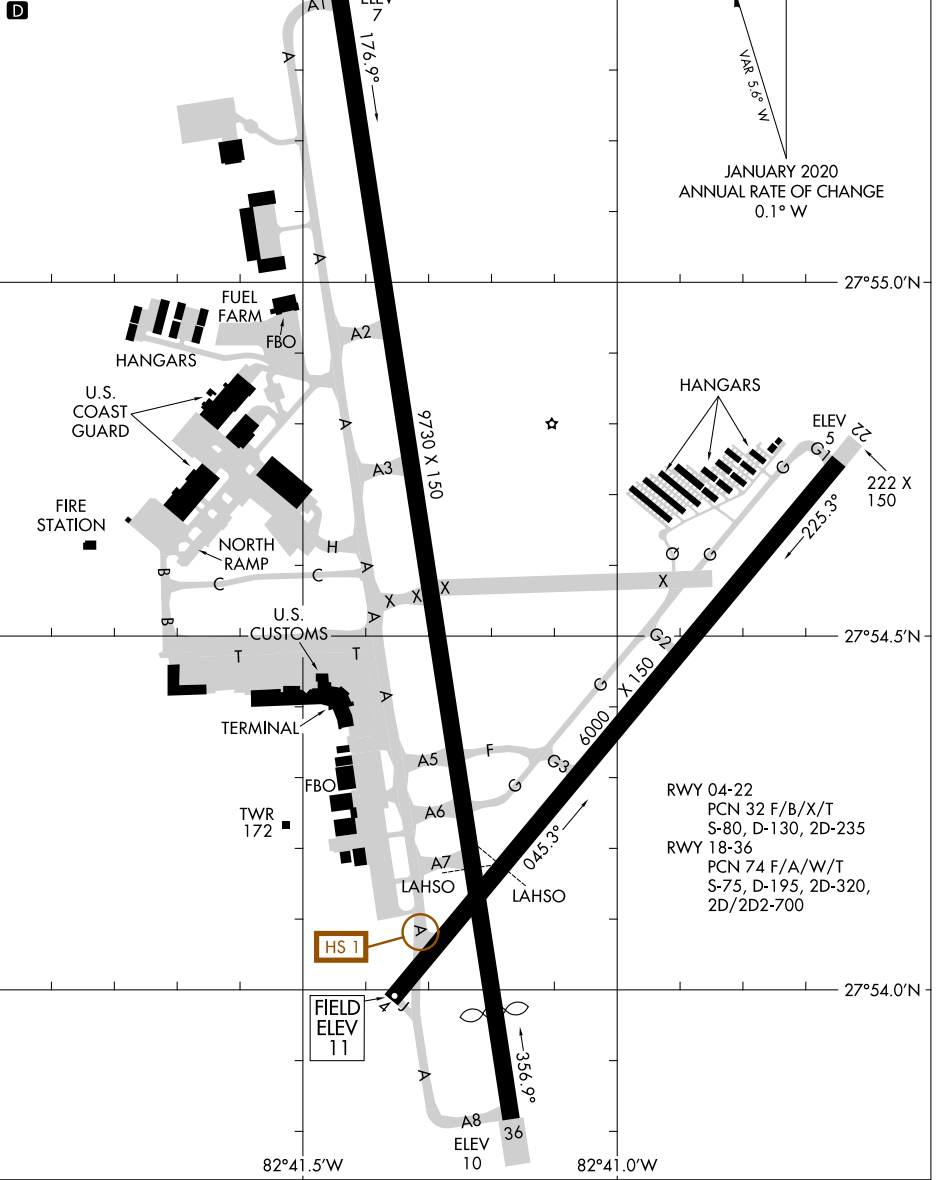 D
A1
ELEV
7
A
176.9°
VAR 5.6° W
JANUARY 2020
ANNUAL RATE OF CHANGE
0.1° W
A
27°55.0'N
FUEL
FARM
FBO
A2
HANGARS
U.S.
COAST
GUARD
HANGARS
A
9730 X 150
ELEV
5
22
G1
G
A3
222 X
150
225.3°
FIRE
STATION
NORTH
RAMP
H
Q
G
B
C
C
A
X
X
X
X
B
U.S.
CUSTOMS
A
27°54.5'N
G2
T
T
A
G
6000 X 150
TERMINAL
A5
F
G3
FBO
G
A6
TWR
172
RWY 04-22
PCN 32 F/B/X/T
S-80, D-130, 2D-235
RWY 18-36
PCN 74 F/A/W/T
S-75, D-195, 2D-320,
2D/2D2-700
045.3°
A7
LAHSO
LAHSO
A
HS 1
27°54.0'N
FIELD
ELEV
11
4
J
356.9°
A
A8
36
ELEV
10
82°41.5'W
82°41.0'W